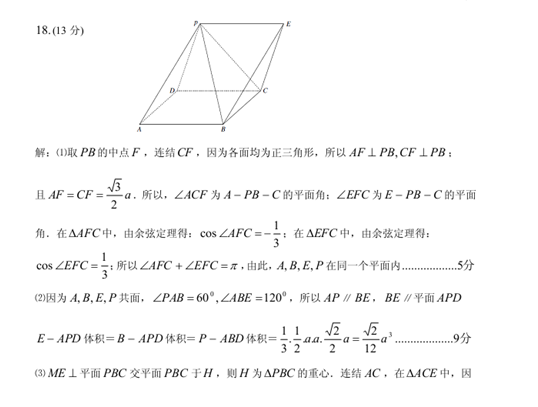 18.(13 分)
P E
D C
A B
解：⑴取 PB 的中点 F ，连结 CF ，因为各面均为正三角形，所以 AF ⊥ PB, CF ⊥ PB ；
且 AF = CF = √3/2 a . 所以，∠ACF 为 A − PB − C 的平面角；∠EFC 为 E − PB − C 的平面
角．在 ΔAFC 中，由余弦定理得：cos ∠AFC = −1/3 ；在 ΔEFC 中，由余弦定理得：
cos ∠EFC = 1/3 ；所以 ∠AFC + ∠EFC = π , 由此，A, B, E, P 在同一个平面内..................5分
⑵因为 A, B, E, P 共面，∠PAB = 60⁰, ∠ABE = 120⁰ ，所以 AP // BE ，BE // 平面 APD
E − APD 体积 = B − APD 体积 = P − ABD 体积 = 1/3 . 1/2 .a.a. √2/2 a = √2/12 a³ ...................9分
⑶ ME ⊥ 平面 PBC 交平面 PBC 于 H ，则 H 为 ΔPBC 的重心．连结 AC ，在 ΔACE 中，因